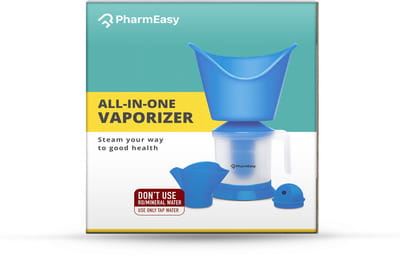 PharmEasy
ALL-IN-ONE
VAPORIZER
Steam your way
to good health
PharmEasy
DON'T USE
RO/MINERAL WATER
USE ONLY TAP WATER